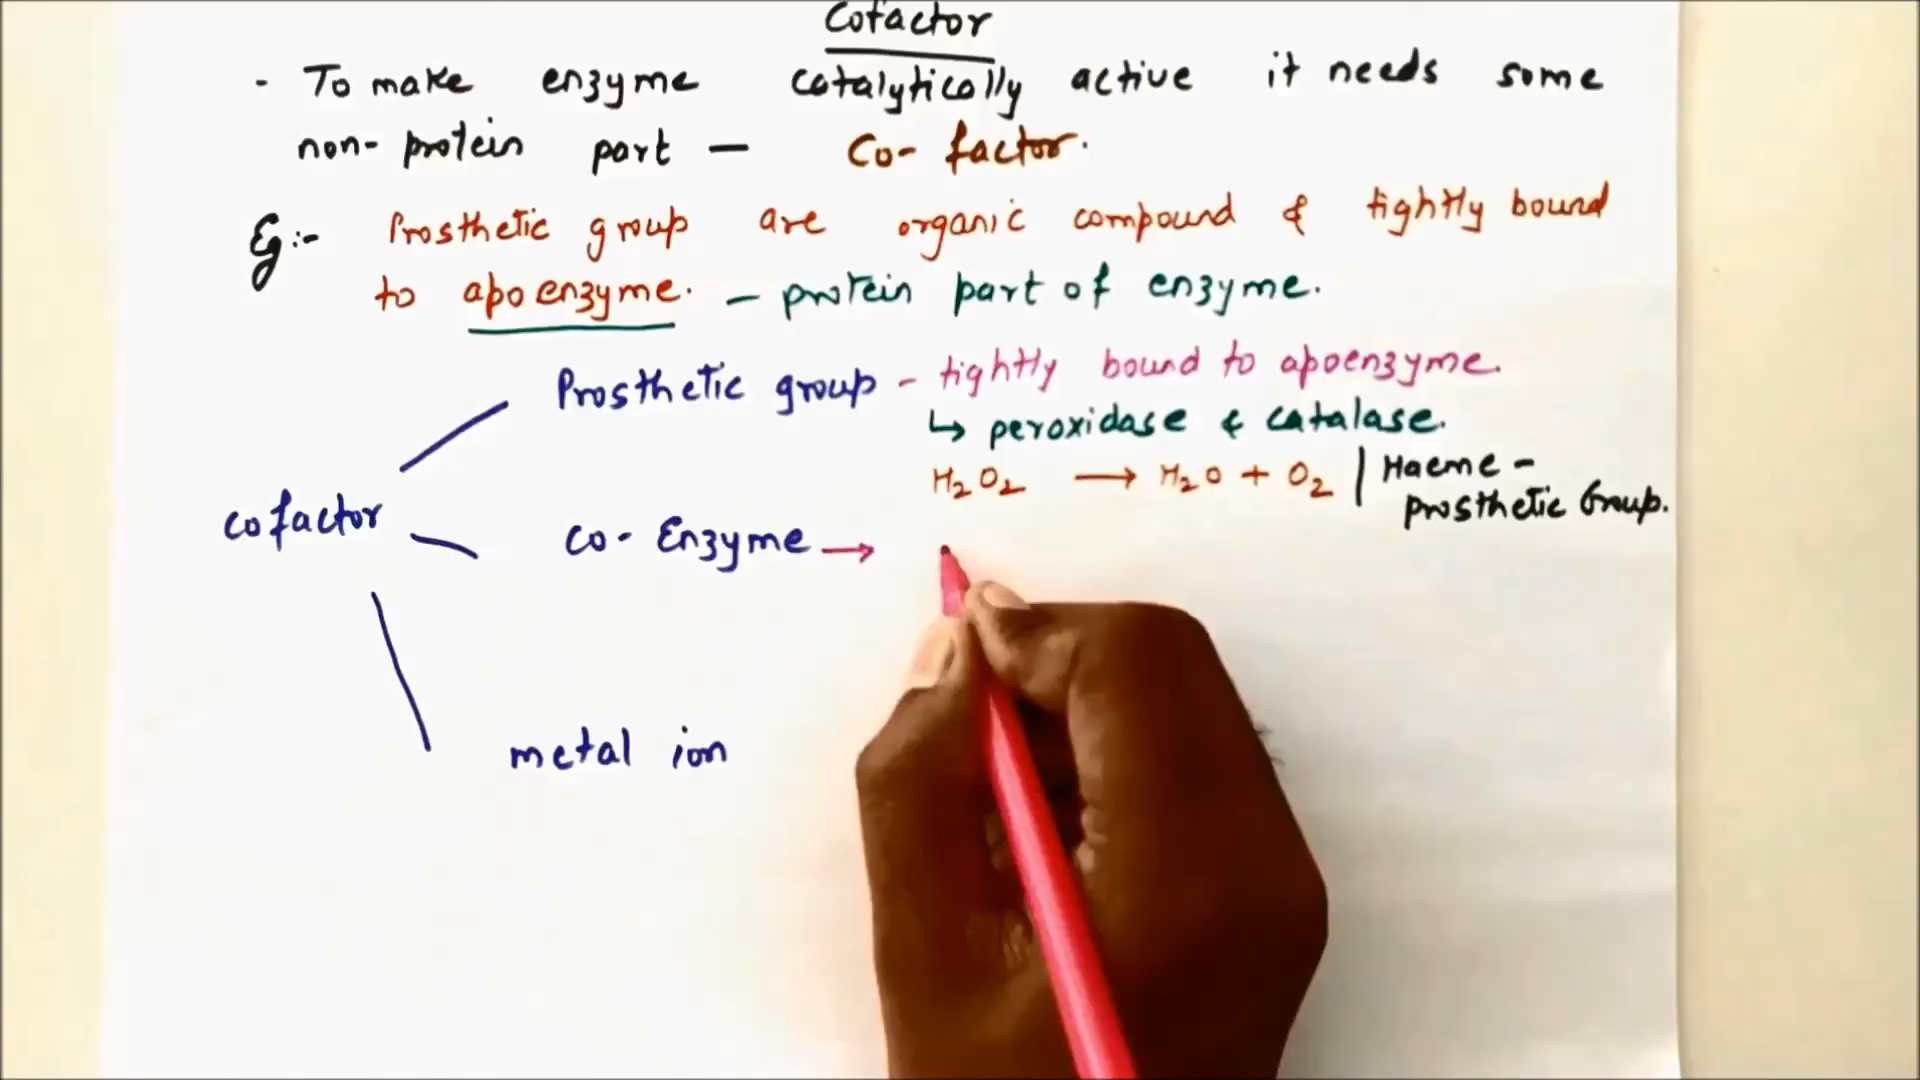 Cofactor
- To make enzyme catalytically active it needs some
non-protein part — Co-factor.
Eg:- Prosthetic group are organic compound & tightly bound
to apoenzyme. — protein part of enzyme.
Prosthetic group - tightly bound to apoenzyme.
↳ peroxidase & catalase.
H₂O₂ ⟶ H₂O + O₂ | Haeme -
prosthetic Group.
cofactor
co-Enzyme →
metal ion